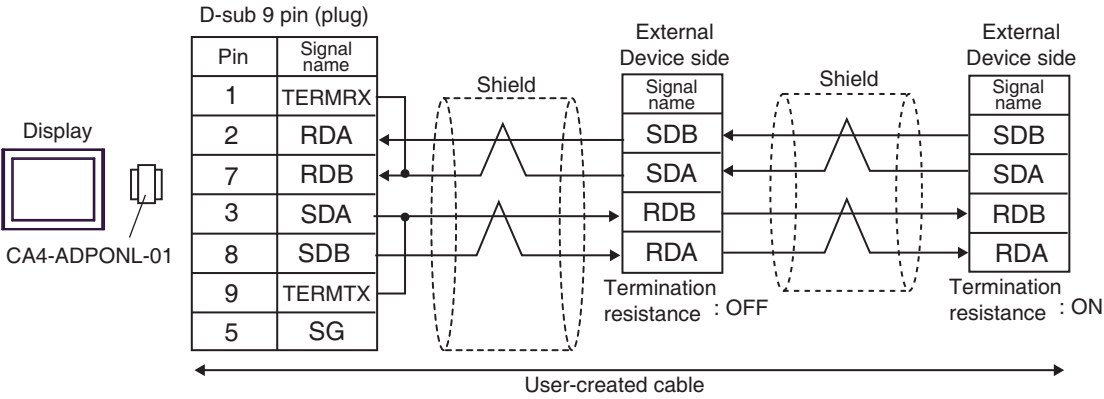 D-sub 9 pin (plug)
Pin
Signal
name
1
TERMRX
2
RDA
7
RDB
3
SDA
8
SDB
9
TERMTX
5
SG
Display
CA4-ADPONL-01
Shield
External
Device side
Signal
name
SDB
SDA
RDB
RDA
Termination
resistance : OFF
Shield
External
Device side
Signal
name
SDB
SDA
RDB
RDA
Termination
resistance : ON
User-created cable